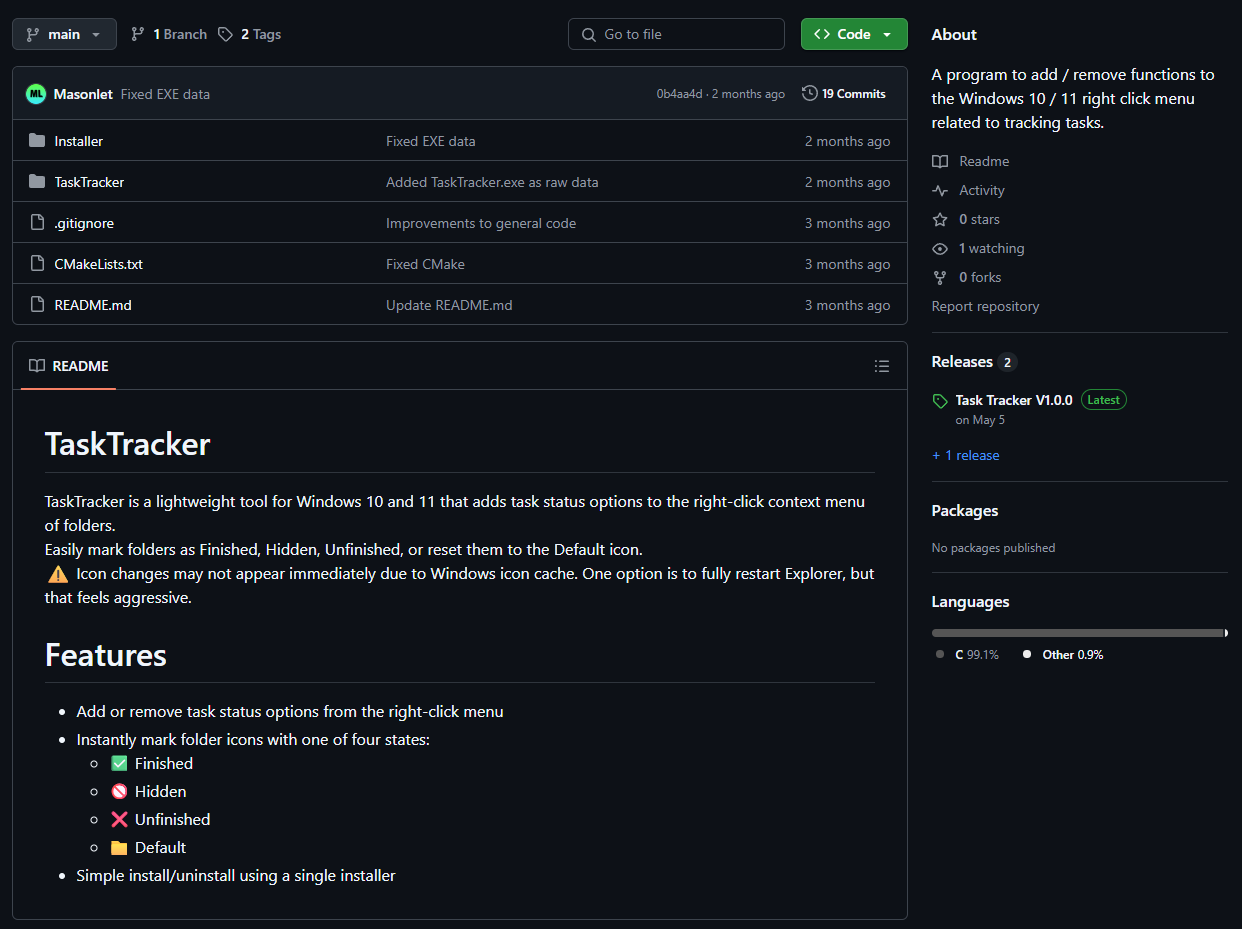 main
1 Branch
2 Tags
Go to file
Code
ML
Masonlet Fixed EXE data
0b4aa4d · 2 months ago
19 Commits
Installer Fixed EXE data 2 months ago
TaskTracker Added TaskTracker.exe as raw data 2 months ago
.gitignore Improvements to general code 3 months ago
CMakeLists.txt Fixed CMake 3 months ago
README.md Update README.md 3 months ago
README
TaskTracker
TaskTracker is a lightweight tool for Windows 10 and 11 that adds task status options to the right-click context menu
of folders.
Easily mark folders as Finished, Hidden, Unfinished, or reset them to the Default icon.
⚠️ Icon changes may not appear immediately due to Windows icon cache. One option is to fully restart Explorer, but
that feels aggressive.
Features
• Add or remove task status options from the right-click menu
• Instantly mark folder icons with one of four states:
◦ ✅ Finished
◦ 🚫 Hidden
◦ ❌ Unfinished
◦ 📁 Default
• Simple install/uninstall using a single installer
About
A program to add / remove functions to
the Windows 10 / 11 right click menu
related to tracking tasks.
Readme
Activity
0 stars
1 watching
0 forks
Report repository
Releases 2
Task Tracker V1.0.0 Latest
on May 5
+ 1 release
Packages
No packages published
Languages
C 99.1%
Other 0.9%